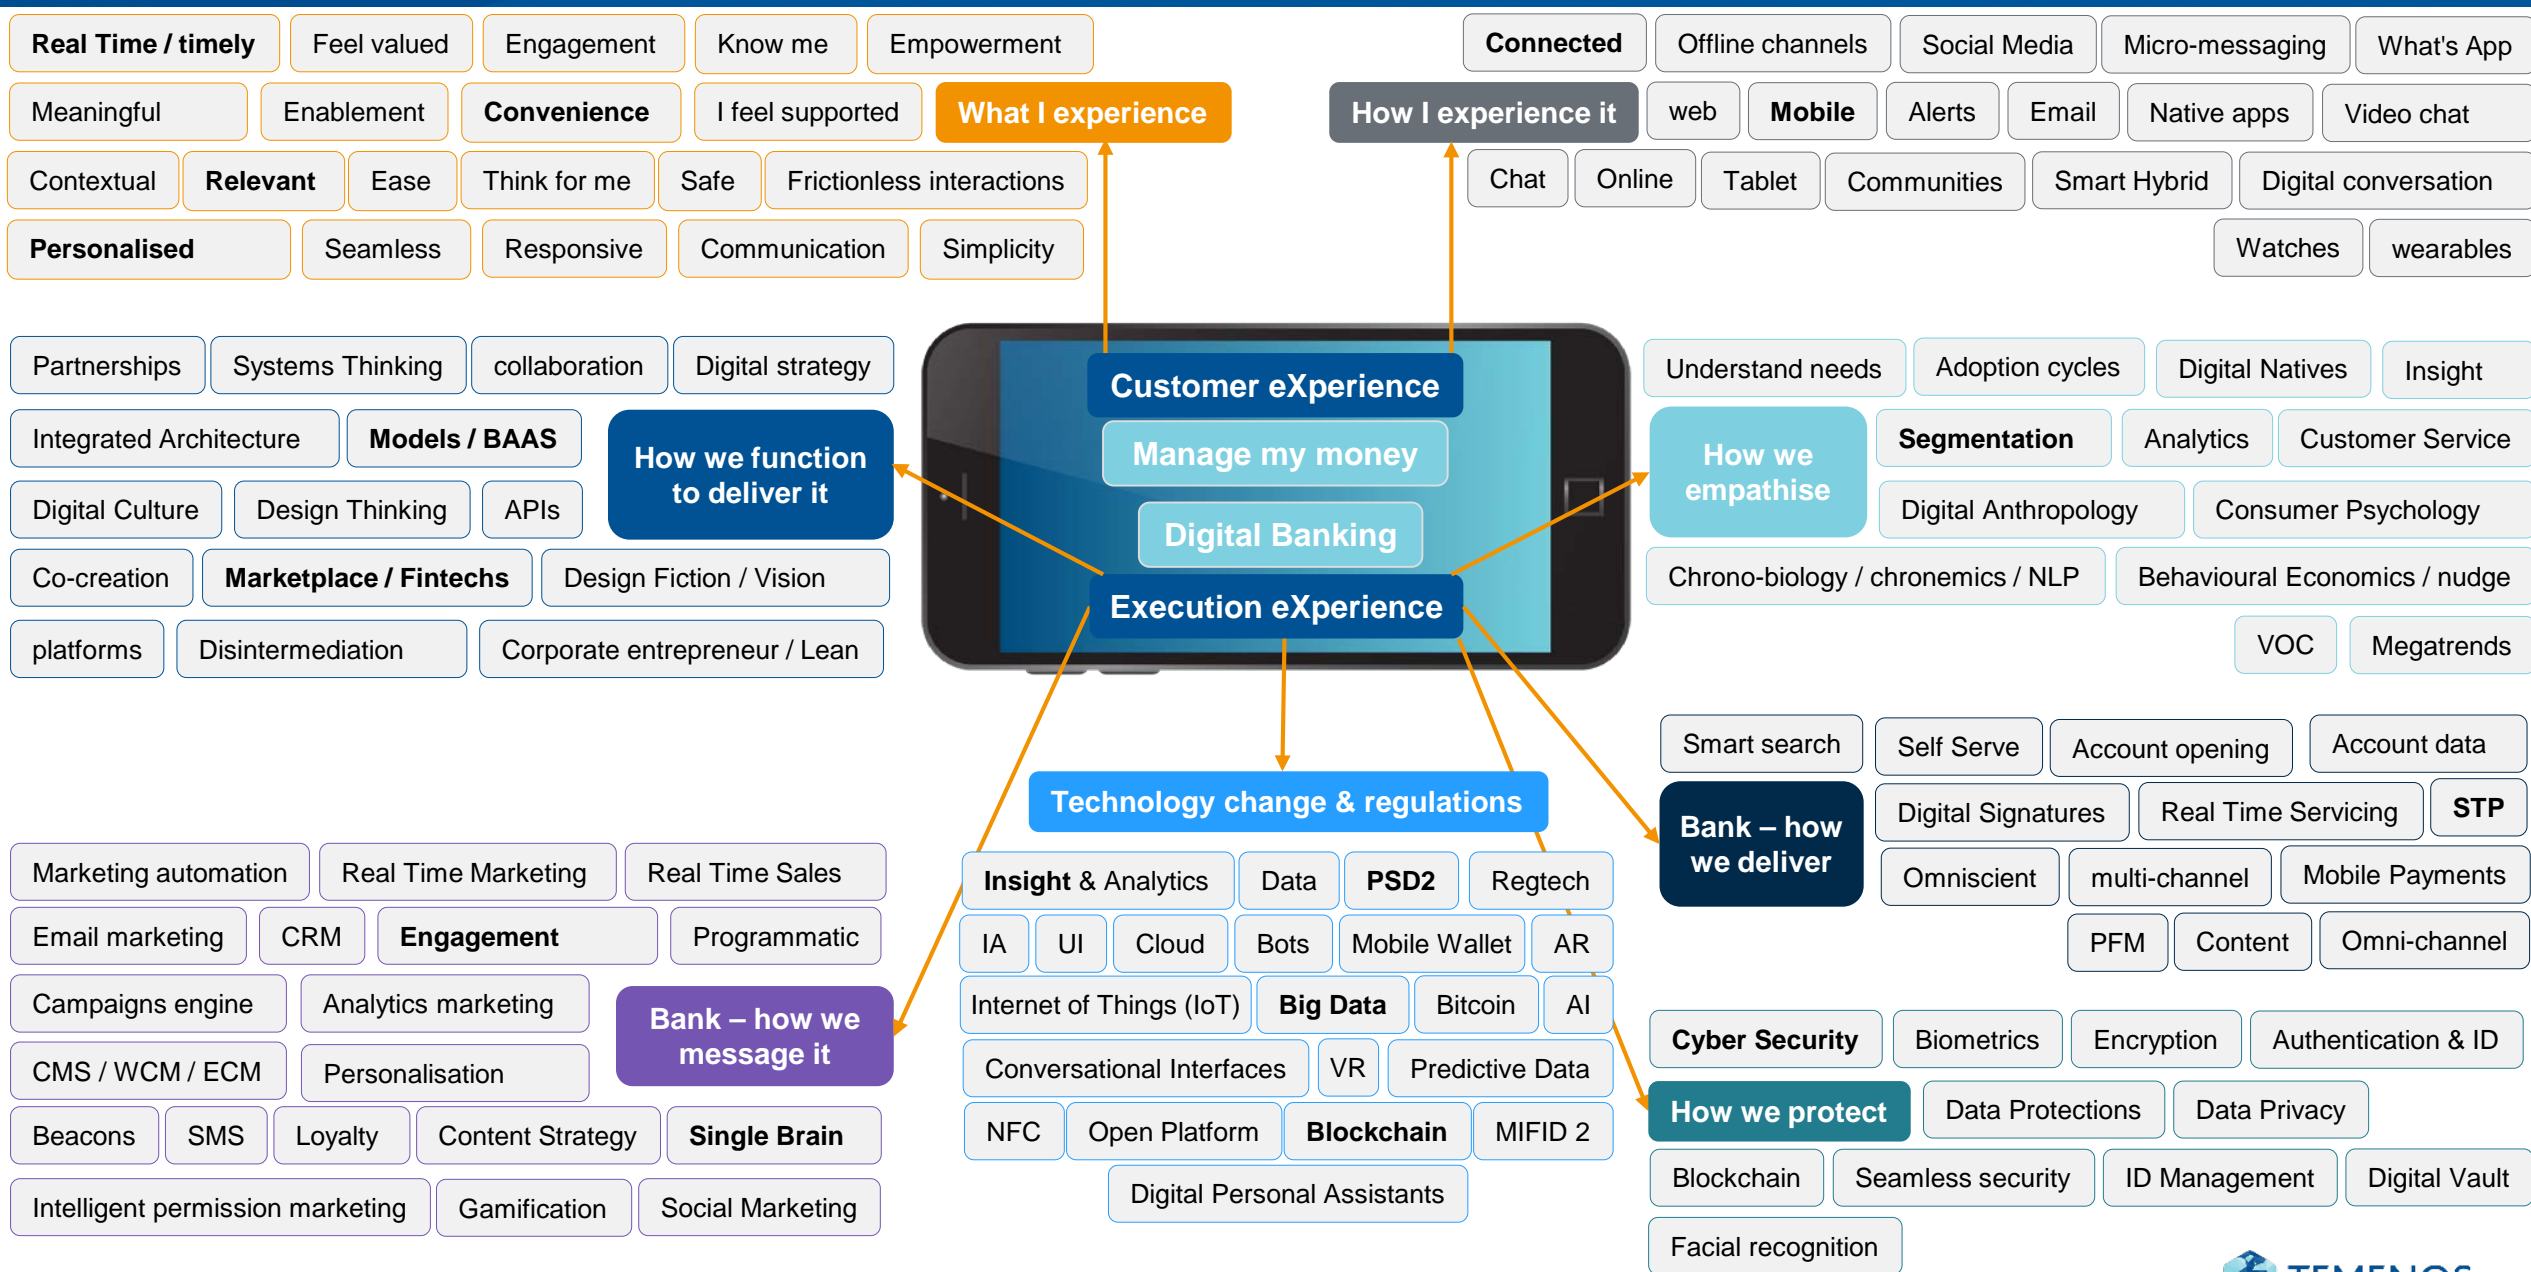 Real Time / timely
Feel valued
Engagement
Know me
Empowerment
Meaningful
Enablement
Convenience
I feel supported
What I experience
Contextual
Relevant
Ease
Think for me
Safe
Frictionless interactions
Personalised
Seamless
Responsive
Communication
Simplicity
Connected
Offline channels
Social Media
Micro-messaging
What's App
How I experience it
web
Mobile
Alerts
Email
Native apps
Video chat
Chat
Online
Tablet
Communities
Smart Hybrid
Digital conversation
Watches
wearables
Partnerships
Systems Thinking
collaboration
Digital strategy
Integrated Architecture
Models / BAAS
How we function
to deliver it
Digital Culture
Design Thinking
APIs
Co-creation
Marketplace / Fintechs
Design Fiction / Vision
platforms
Disintermediation
Corporate entrepreneur / Lean
Customer eXperience
Manage my money
Digital Banking
Execution eXperience
Understand needs
Adoption cycles
Digital Natives
Insight
How we
empathise
Segmentation
Analytics
Customer Service
Digital Anthropology
Consumer Psychology
Chrono-biology / chronemics / NLP
Behavioural Economics / nudge
VOC
Megatrends
Smart search
Self Serve
Account opening
Account data
Bank – how
we deliver
Digital Signatures
Real Time Servicing
STP
Omniscient
multi-channel
Mobile Payments
PFM
Content
Omni-channel
Marketing automation
Real Time Marketing
Real Time Sales
Email marketing
CRM
Engagement
Programmatic
Campaigns engine
Analytics marketing
Bank – how we
message it
CMS / WCM / ECM
Personalisation
Beacons
SMS
Loyalty
Content Strategy
Single Brain
Intelligent permission marketing
Gamification
Social Marketing
Technology change & regulations
Insight & Analytics
Data
PSD2
Regtech
IA
UI
Cloud
Bots
Mobile Wallet
AR
Internet of Things (IoT)
Big Data
Bitcoin
AI
Conversational Interfaces
VR
Predictive Data
NFC
Open Platform
Blockchain
MIFID 2
Digital Personal Assistants
Cyber Security
Biometrics
Encryption
Authentication & ID
How we protect
Data Protections
Data Privacy
Blockchain
Seamless security
ID Management
Digital Vault
Facial recognition
TEMENOS